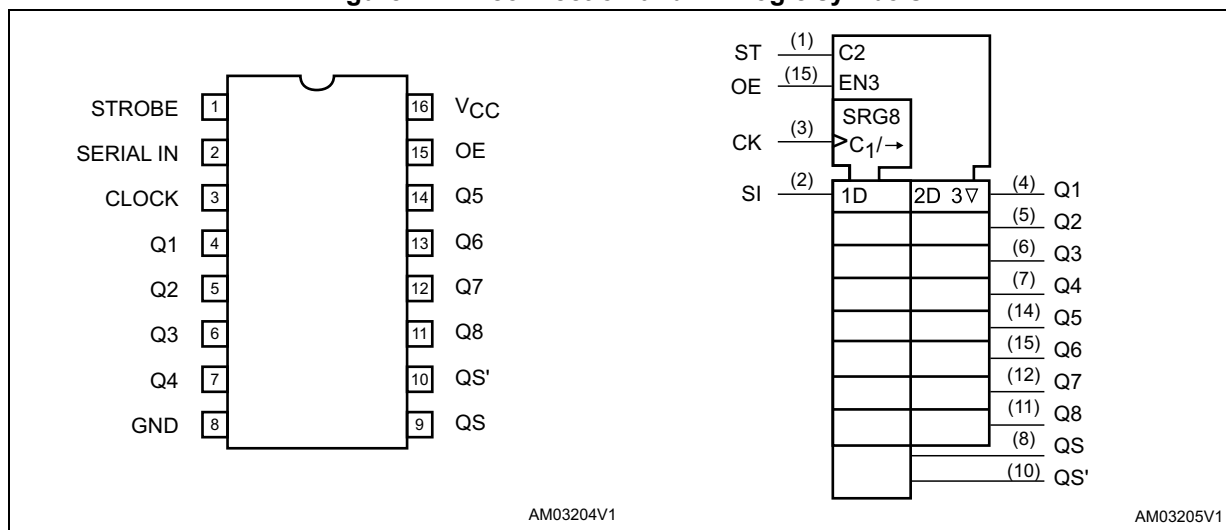 STROBE 1 16 VCC
SERIAL IN 2 15 OE
CLOCK 3 14 Q5
Q1 4 13 Q6
Q2 5 12 Q7
Q3 6 11 Q8
Q4 7 10 QS'
GND 8 9 QS
AM03204V1
ST (1) C2
OE (15) EN3
SRG8
CK (3) C1/→
SI (2) 1D 2D 3▽ (4) Q1
(5) Q2
(6) Q3
(7) Q4
(14) Q5
(15) Q6
(12) Q7
(11) Q8
(8) QS
(10) QS'
AM03205V1